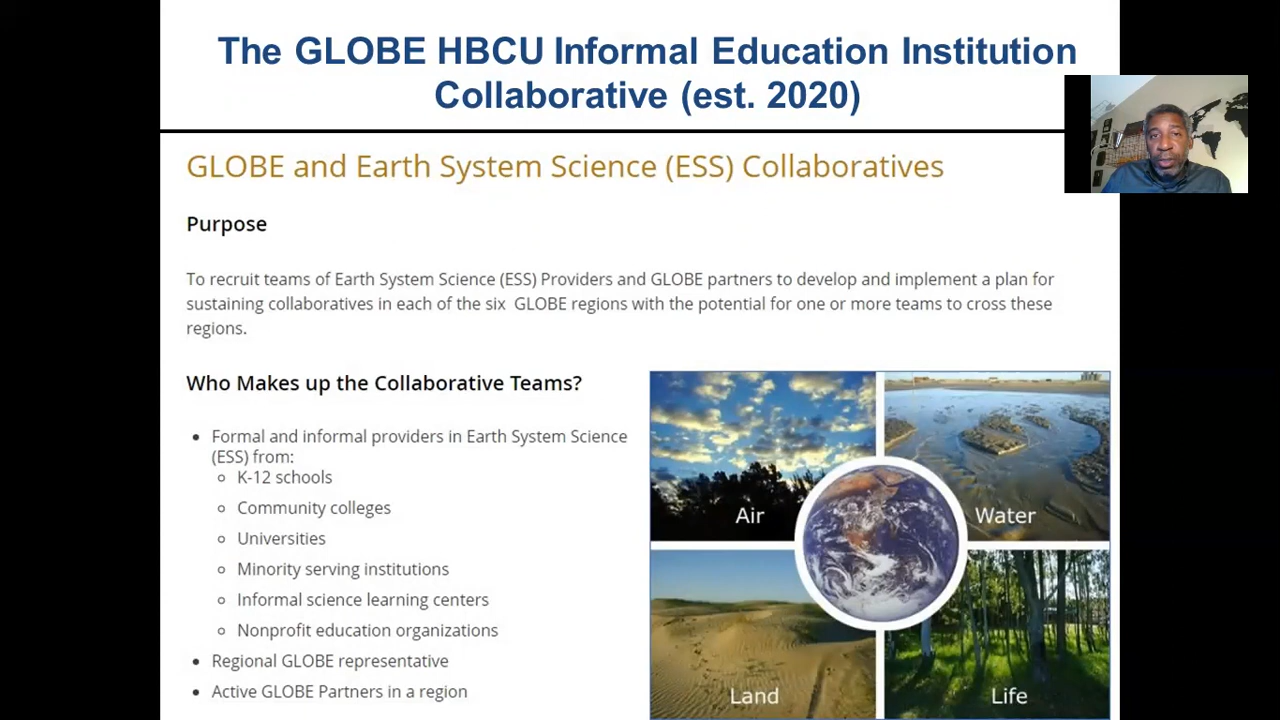 The GLOBE HBCU Informal Education Institution
Collaborative (est. 2020)
GLOBE and Earth System Science (ESS) Collaboratives
Purpose
To recruit teams of Earth System Science (ESS) Providers and GLOBE partners to develop and implement a plan for
sustaining collaboratives in each of the six GLOBE regions with the potential for one or more teams to cross these
regions.
Who Makes up the Collaborative Teams?
• Formal and informal providers in Earth System Science
(ESS) from:
○ K-12 schools
○ Community colleges
○ Universities
○ Minority serving institutions
○ Informal science learning centers
○ Nonprofit education organizations
• Regional GLOBE representative
• Active GLOBE Partners in a region
Air
Water
Land
Life